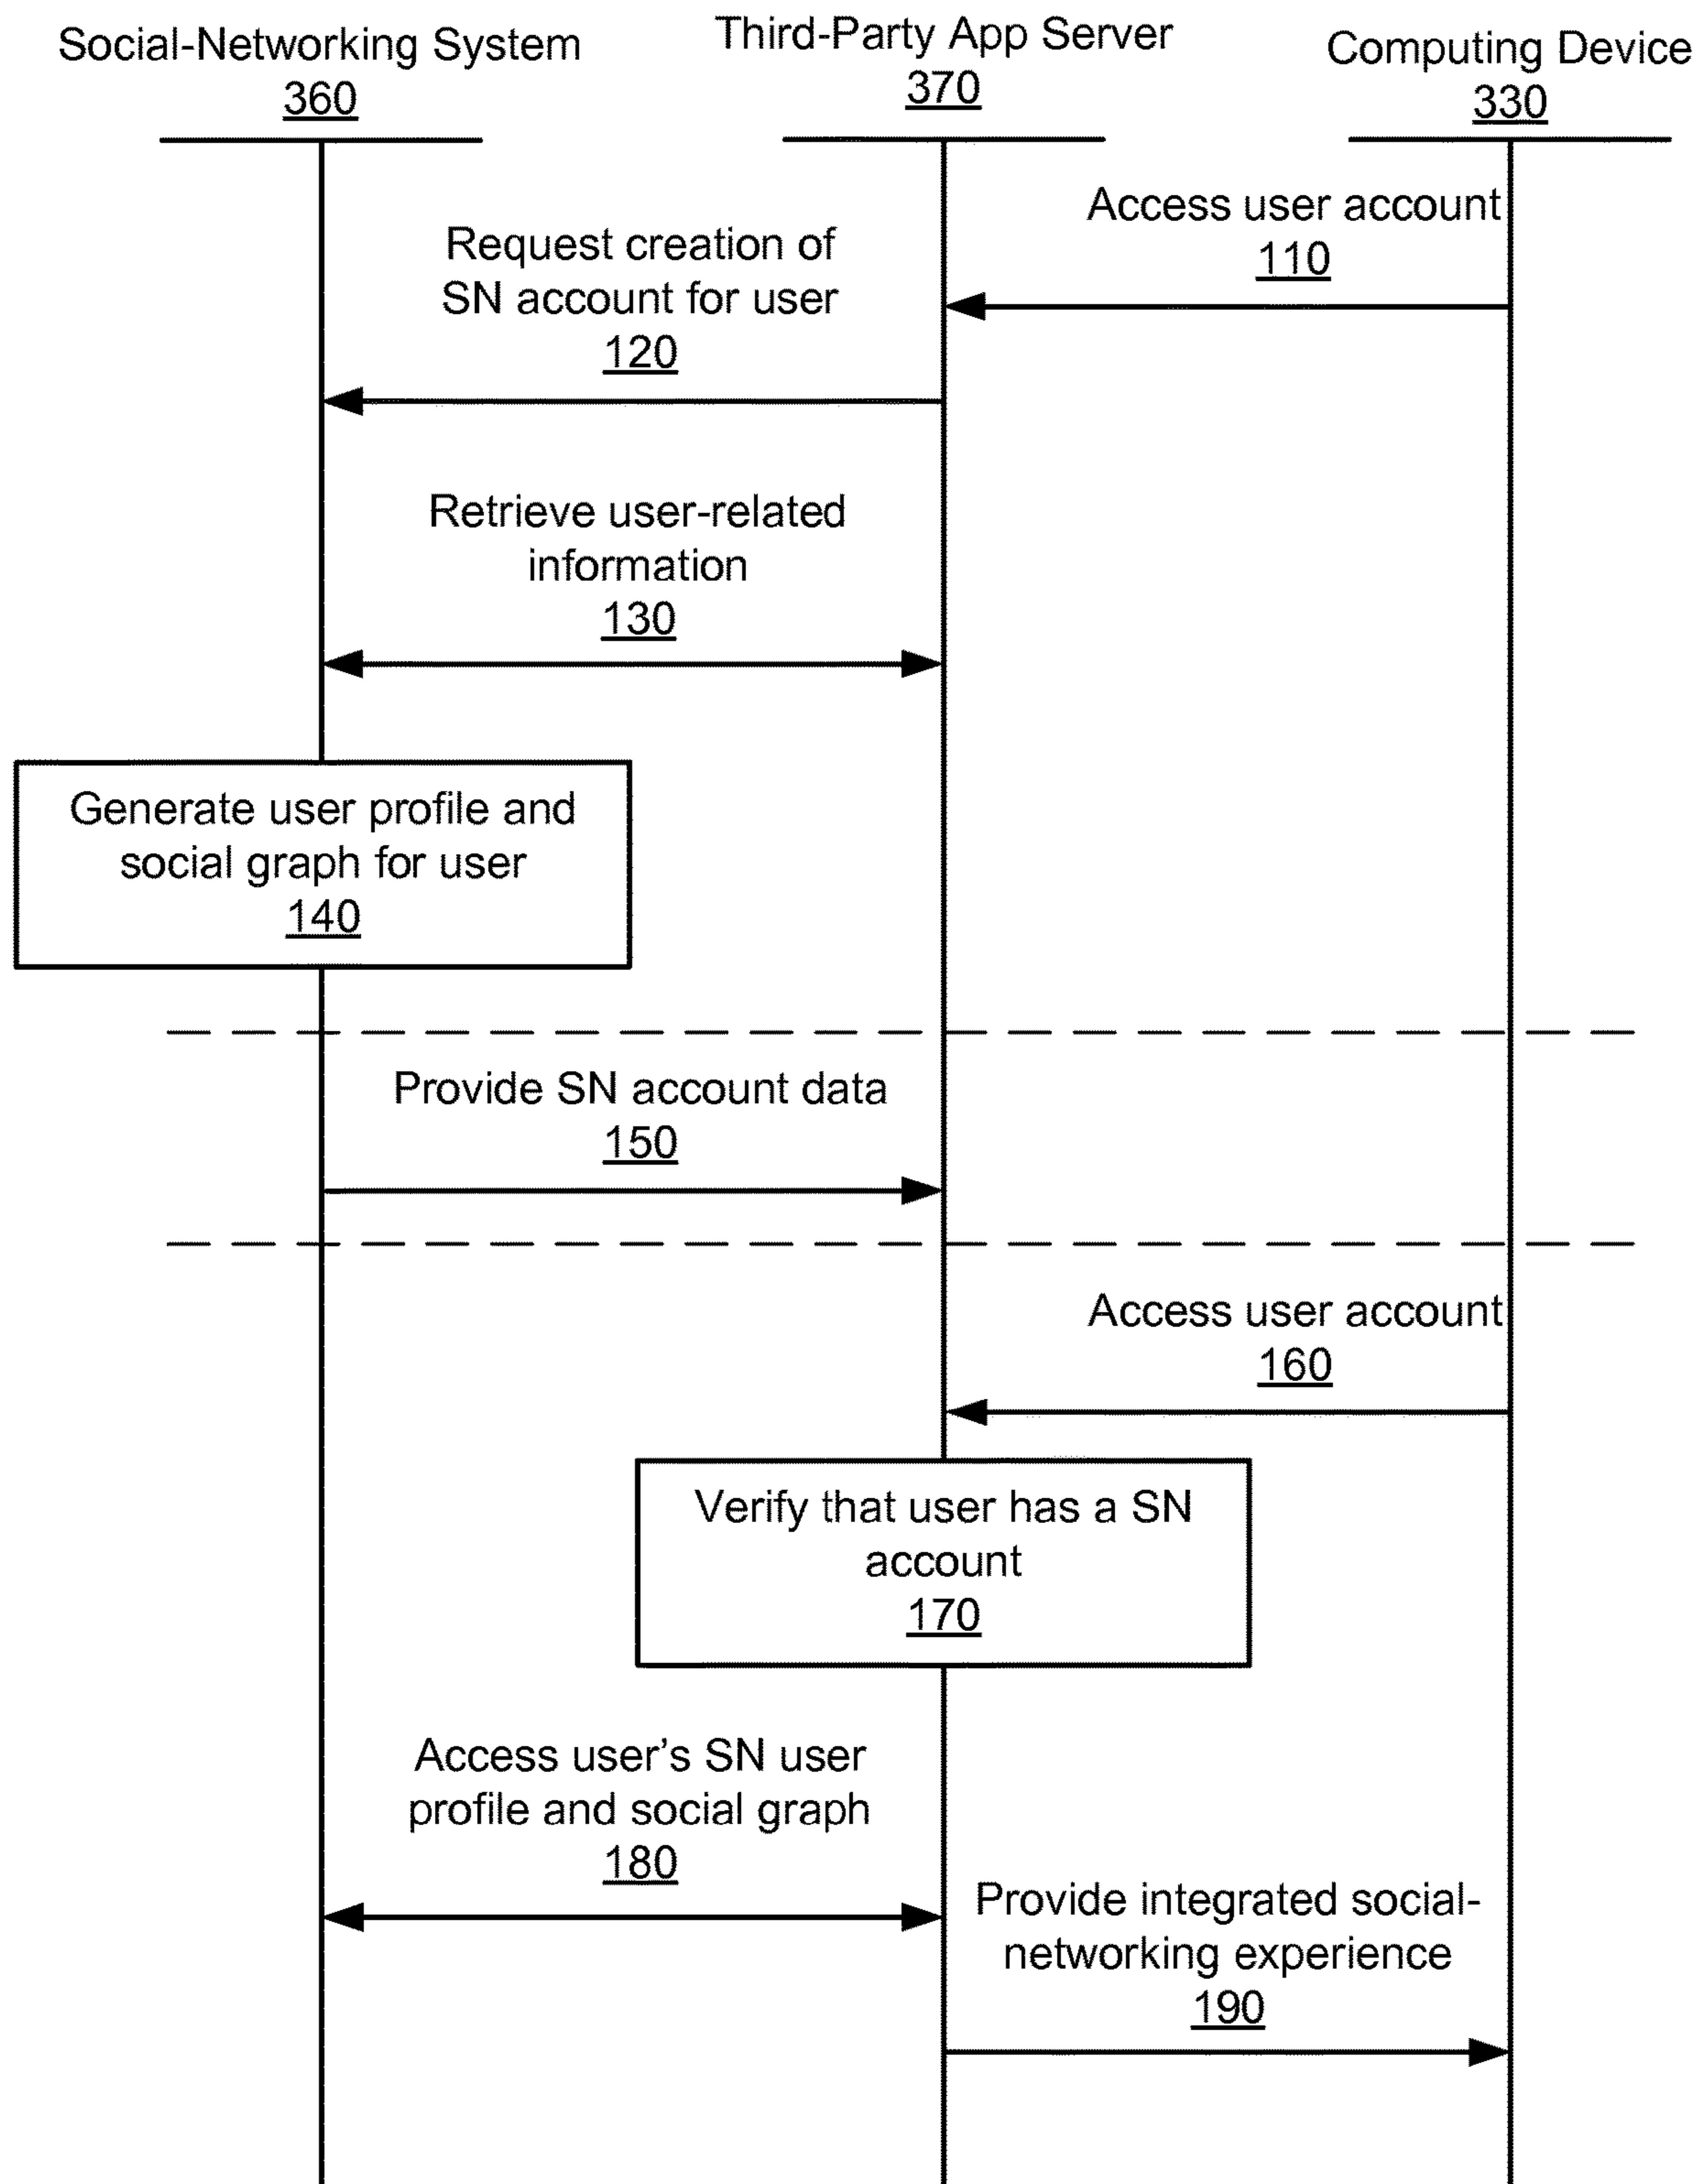 Social-Networking System
360
Third-Party App Server
370
Computing Device
330
Access user account
110
Request creation of
SN account for user
120
Retrieve user-related
information
130
Generate user profile and
social graph for user
140
Provide SN account data
150
Access user account
160
Verify that user has a SN
account
170
Access user’s SN user
profile and social graph
180
Provide integrated social-
networking experience
190